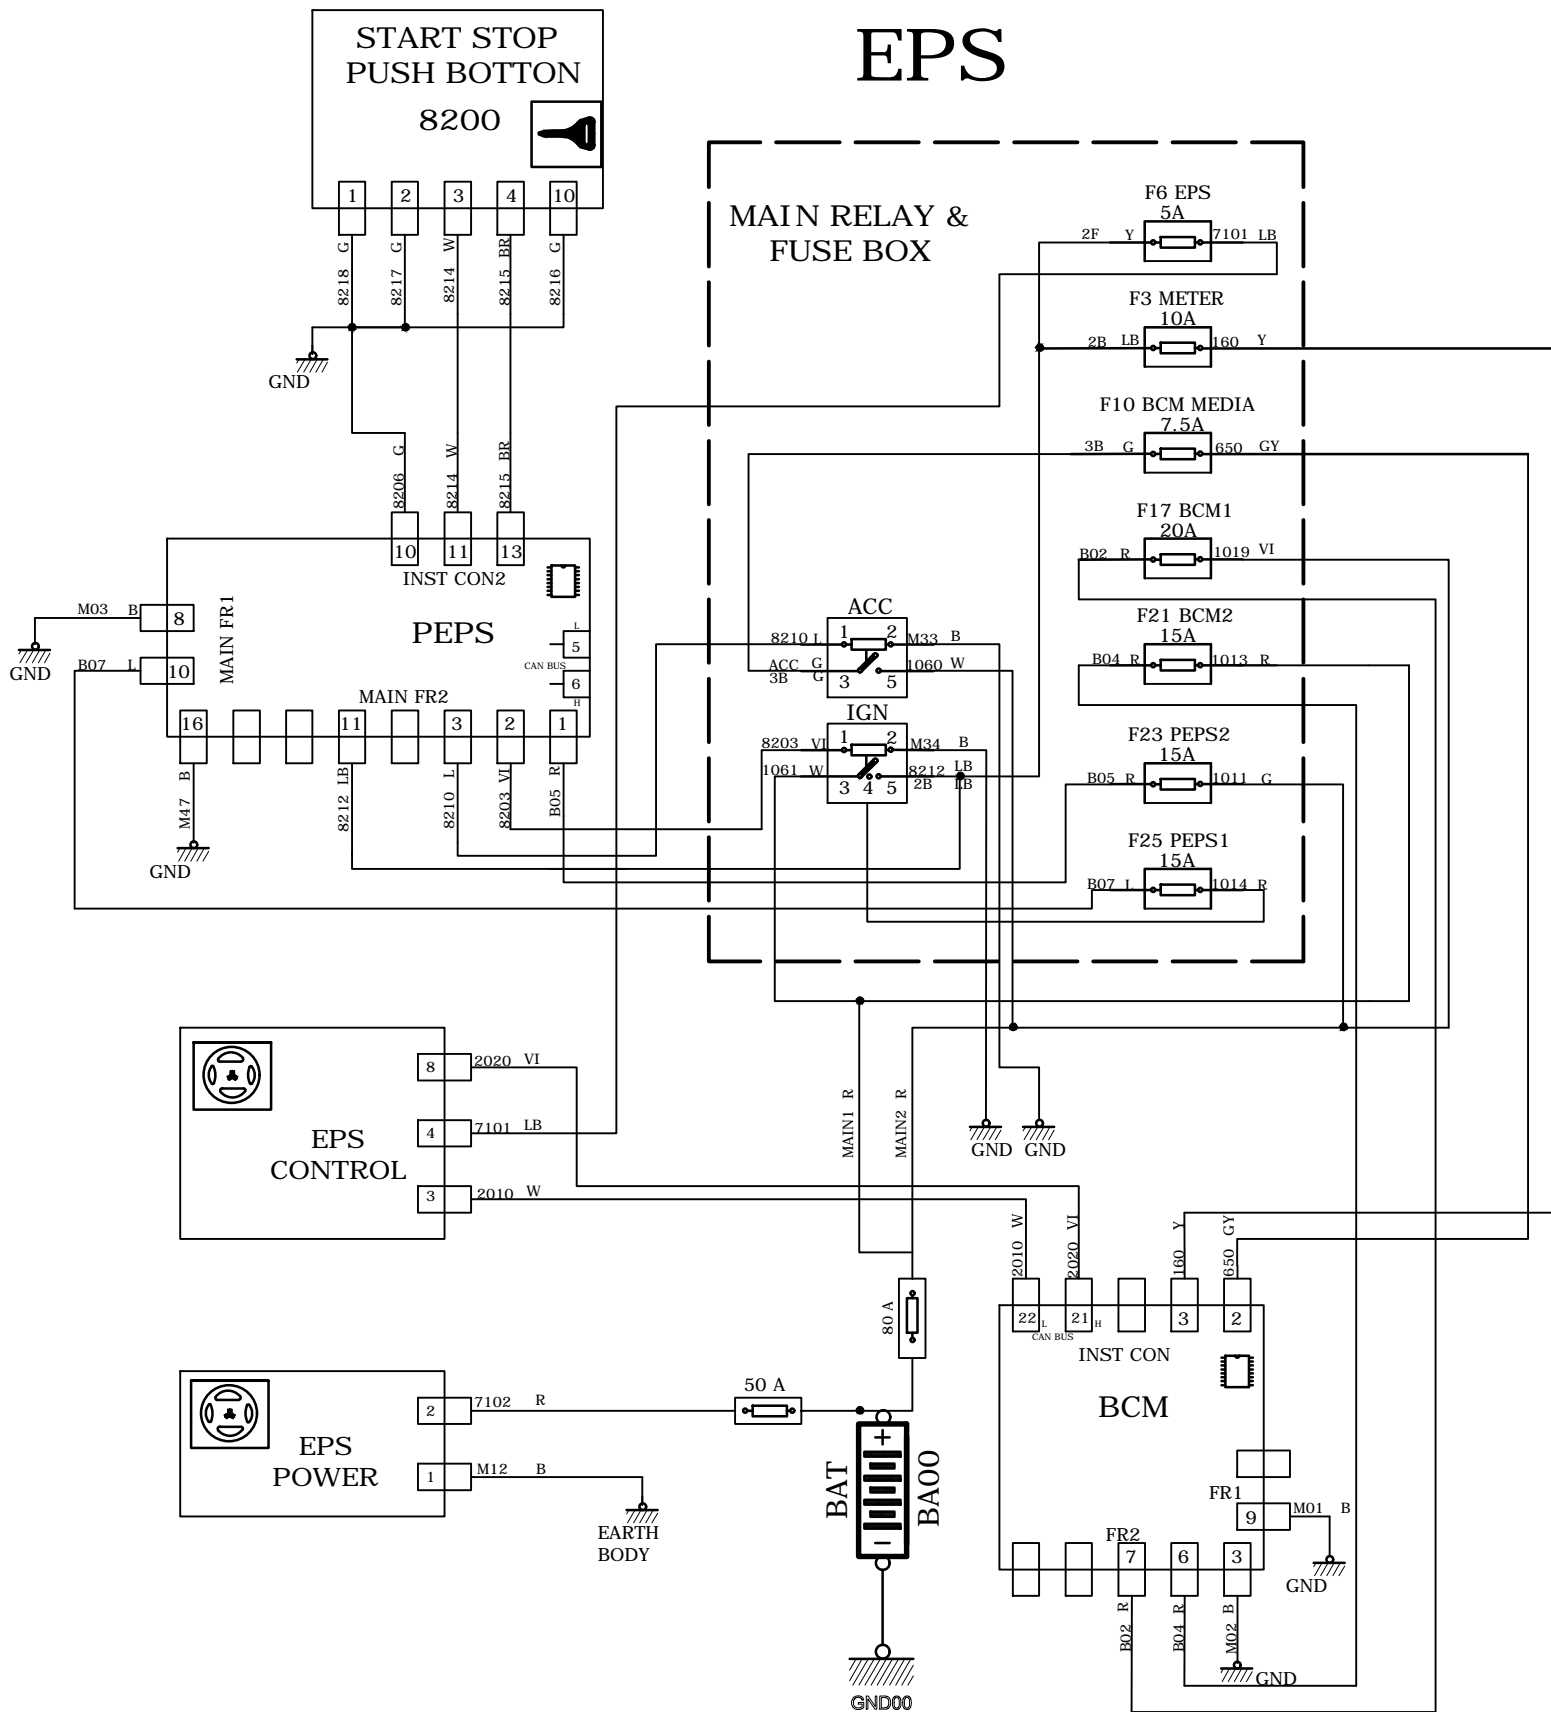 START STOP
PUSH BOTTON
8200
1 2 3 4 10
8218 G
8217 G
8214 W
8215 BR
8216 G
GND
EPS
MAIN RELAY &
FUSE BOX
F6 EPS
5A
2F Y 7101 LB
F3 METER
10A
2B LB 160 Y
F10 BCM MEDIA
7.5A
3B G 650 GY
F17 BCM1
20A
B02 R 1019 VI
F21 BCM2
15A
B04 R 1013 R
F23 PEPS2
15A
B05 R 1011 G
F25 PEPS1
15A
B07 L 1014 R
ACC
8210 L 1 2 M33 B
ACC G 1060 W
3B G 3 5
IGN
8203 VI 1 2 M34 B
1061 W 8212 LB
3 4 5 2B LB
8206 G
8214 W
8215 BR
10 11 13
INST CON2
PEPS
MAIN FR1
M03 B 8
GND
B07 L 10
L
5
CAN BUS
6
H
MAIN FR2
16 11 3 2 1
M47 B
8212 LB
8210 L
8203 VI
B05 R
GND
EPS
CONTROL
8 2020 VI
4 7101 LB
3 2010 W
MAIN1 R
MAIN2 R
GND GND
80 A
50 A
EPS
POWER
2 7102 R
1 M12 B
EARTH
BODY
BAT
+
−
BA00
GND00
2010 W
2020 VI
160 Y
650 GY
22 L 21 H 3 2
CAN BUS
INST CON
BCM
FR1
9 M01 B
GND
FR2
7 6 3
B02 R
B04 R
M02 B
GND